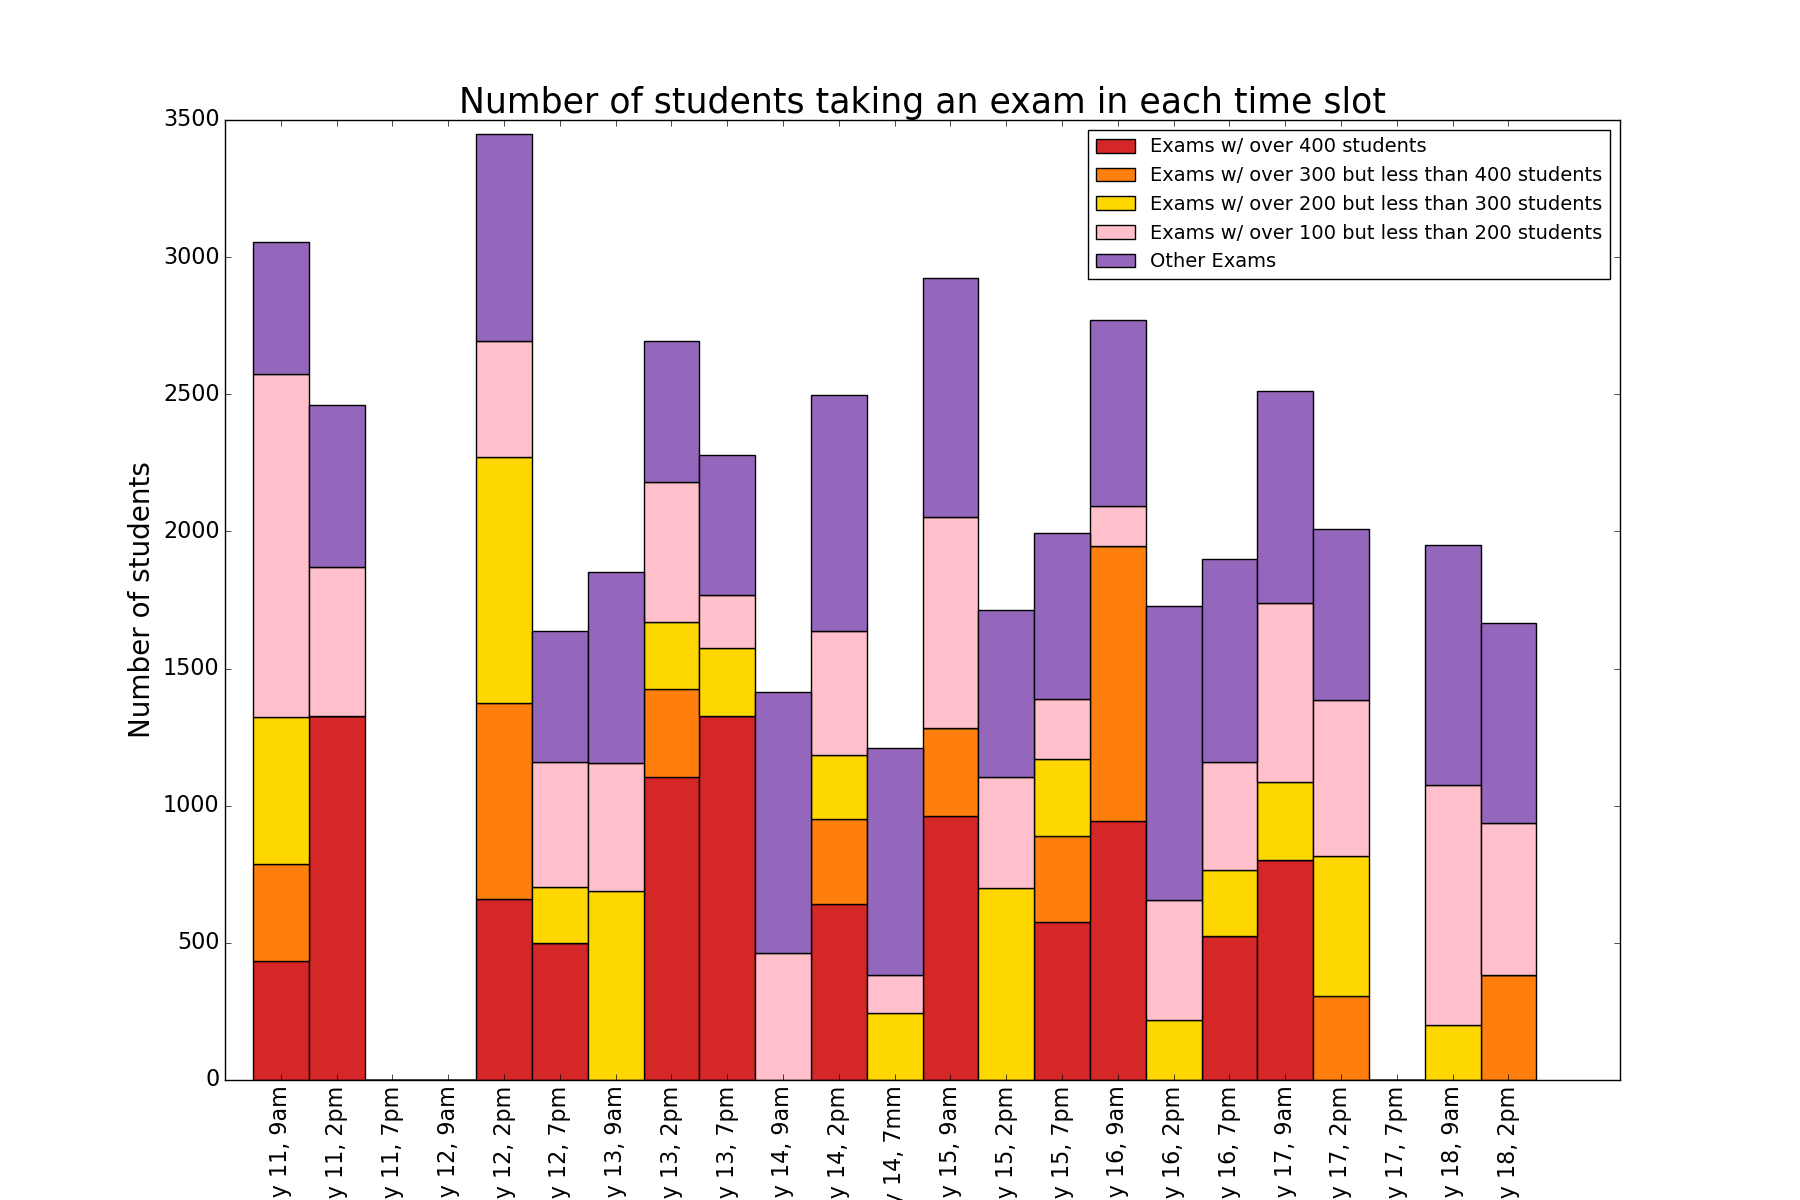 Number of students taking an exam in each time slot
Exams w/ over 400 students
Exams w/ over 300 but less than 400 students
Exams w/ over 200 but less than 300 students
Exams w/ over 100 but less than 200 students
Other Exams
Number of students
3500
3000
2500
2000
1500
1000
500
0
y 11, 9am
y 11, 2pm
y 11, 7pm
y 12, 9am
y 12, 2pm
y 12, 7pm
y 13, 9am
y 13, 2pm
y 13, 7pm
y 14, 9am
y 14, 2pm
y 14, 7mm
y 15, 9am
y 15, 2pm
y 15, 7pm
y 16, 9am
y 16, 2pm
y 16, 7pm
y 17, 9am
y 17, 2pm
y 17, 7pm
y 18, 9am
y 18, 2pm